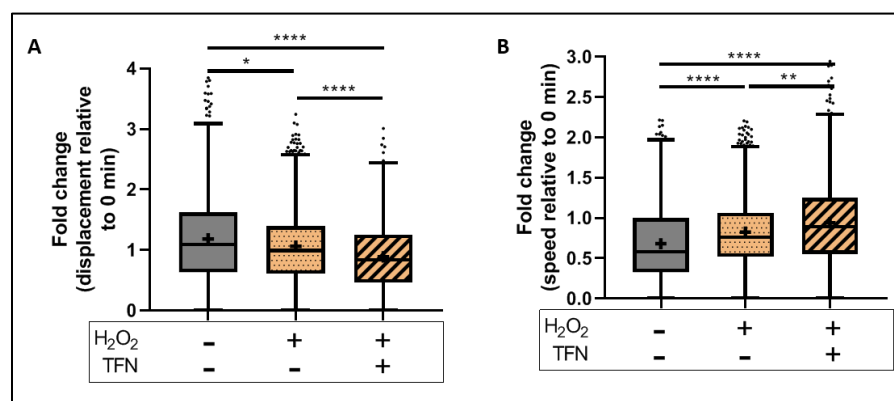 A
Fold change
(displacement relative
to 0 min)
4
3
2
1
0
****
*
****
H₂O₂ - + +
TFN - - +
B
Fold change
(speed relative to 0 min)
3.0
2.5
2.0
1.5
1.0
0.5
0.0
****
**** **
H₂O₂ - + +
TFN - - +